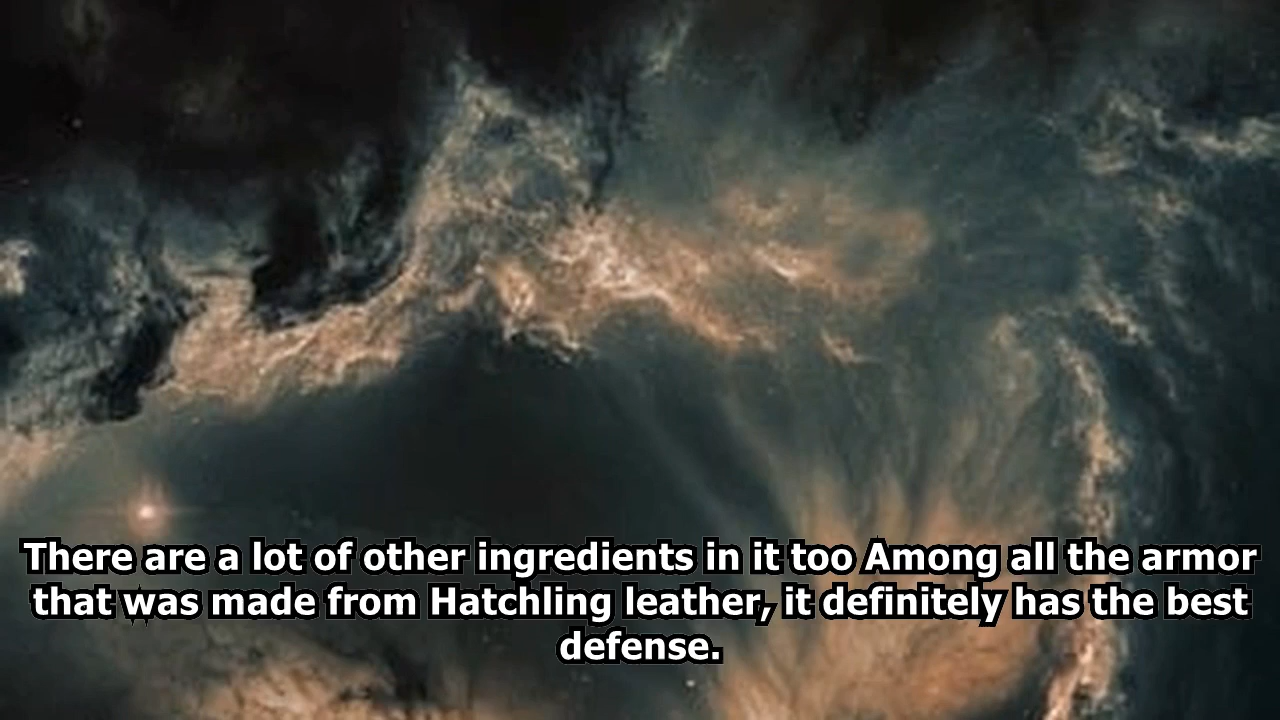 There are a lot of other ingredients in it too Among all the armor
that was made from Hatchling leather, it definitely has the best
defense.